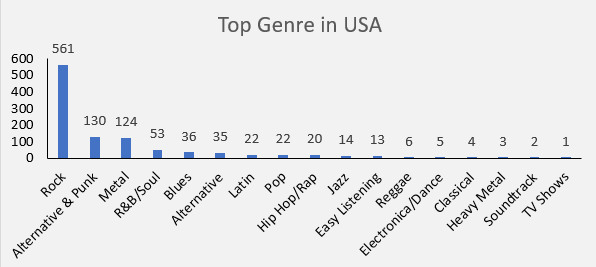 Top Genre in USA
600
500
400
300
200
100
0
561
130
124
53
36
35
22
22
20
14
13
6
5
4
3
2
1
Rock
Alternative & Punk
Metal
R&B/Soul
Blues
Alternative
Latin
Pop
Hip Hop/Rap
Jazz
Easy Listening
Reggae
Electronica/Dance
Classical
Heavy Metal
Soundtrack
TV Shows